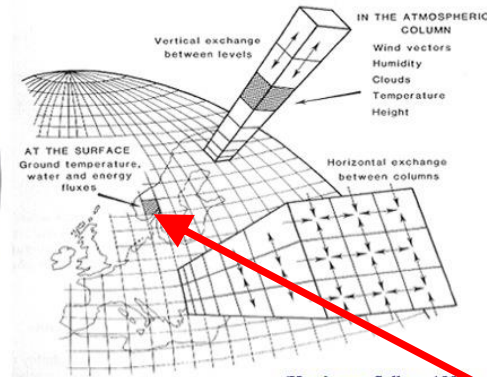 IN THE ATMOSPHERIC
COLUMN
Wind vectors
Humidity
Clouds
Temperature
Height
Vertical exchange
between levels
AT THE SURFACE
Ground temperature,
water and energy
fluxes
Horizontal exchange
between columns